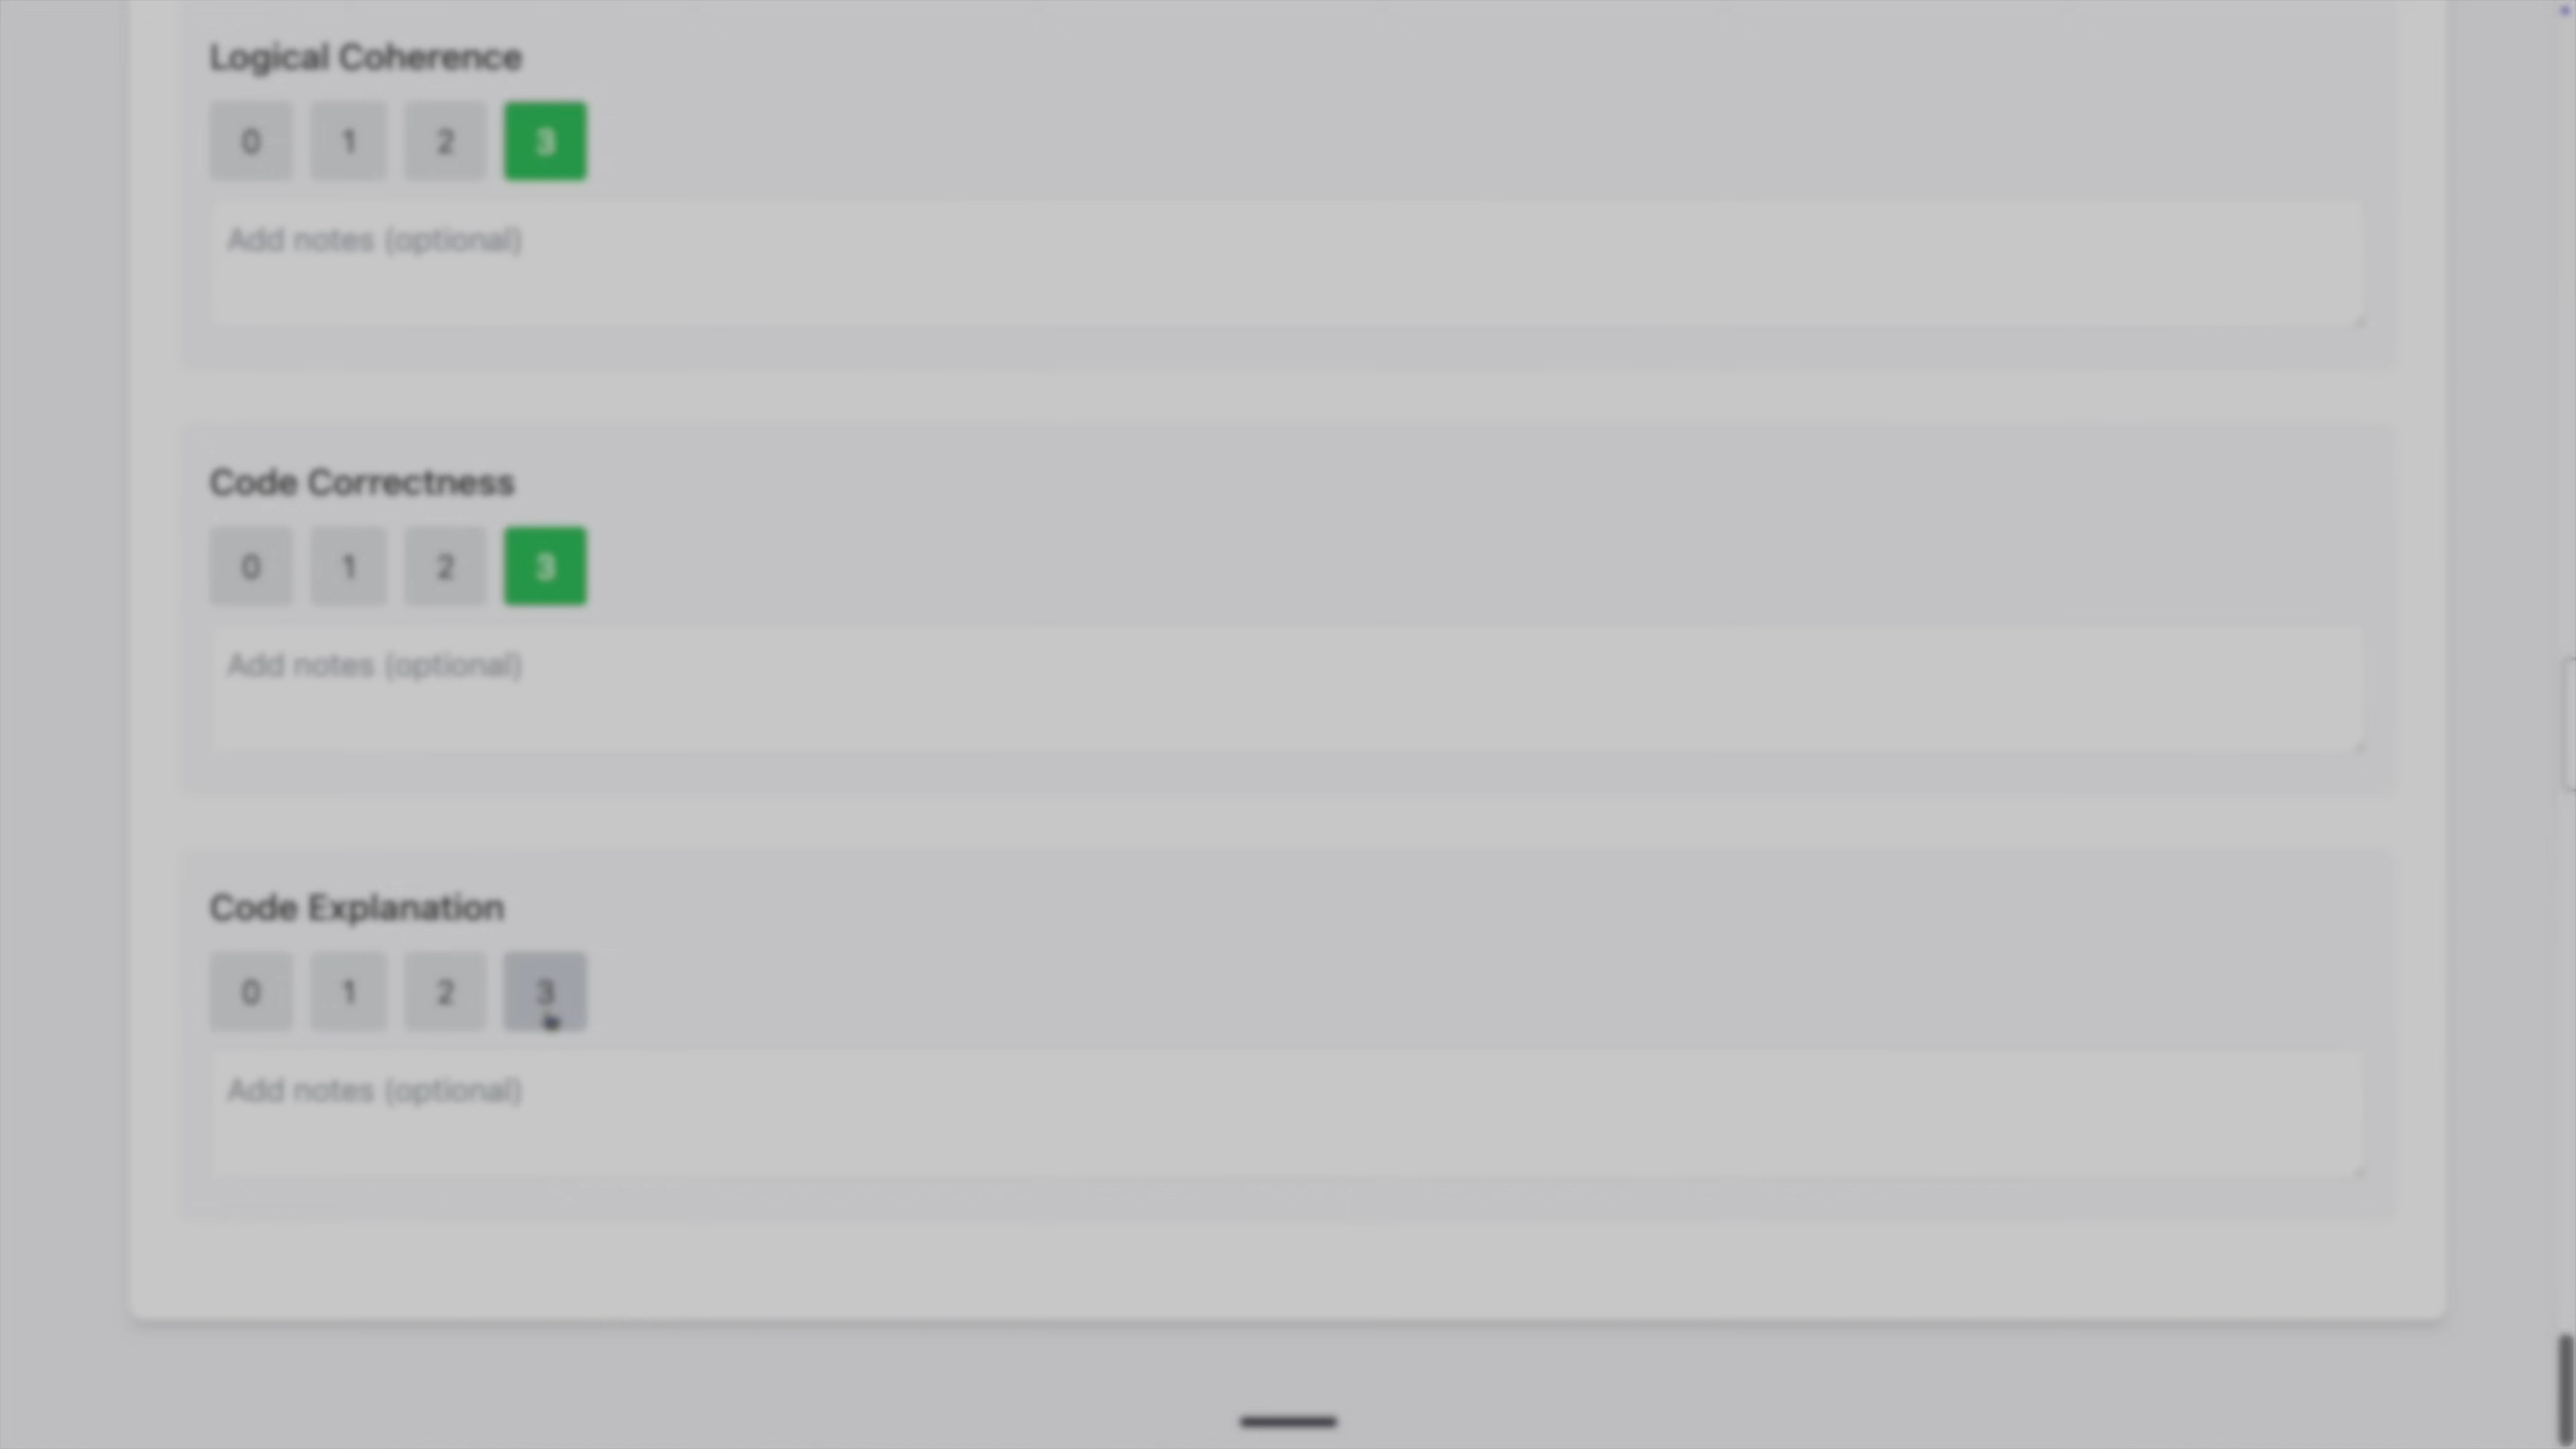 Logical Coherence
0 1 2 3
Add notes (optional)
Code Correctness
0 1 2 3
Add notes (optional)
Code Explanation
0 1 2 3
Add notes (optional)